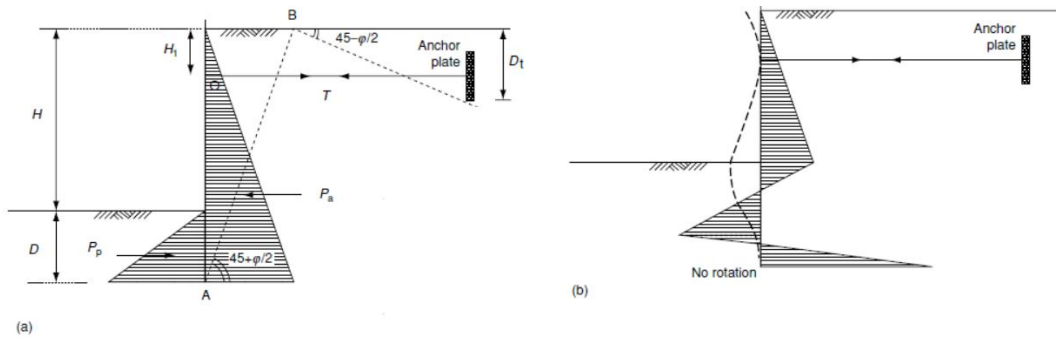 B
H1
45–φ/2
Anchor
plate
Dt
T
H
O
Pa
D
Pp
45+φ/2
A
(a)
Anchor
plate
No rotation
(b)